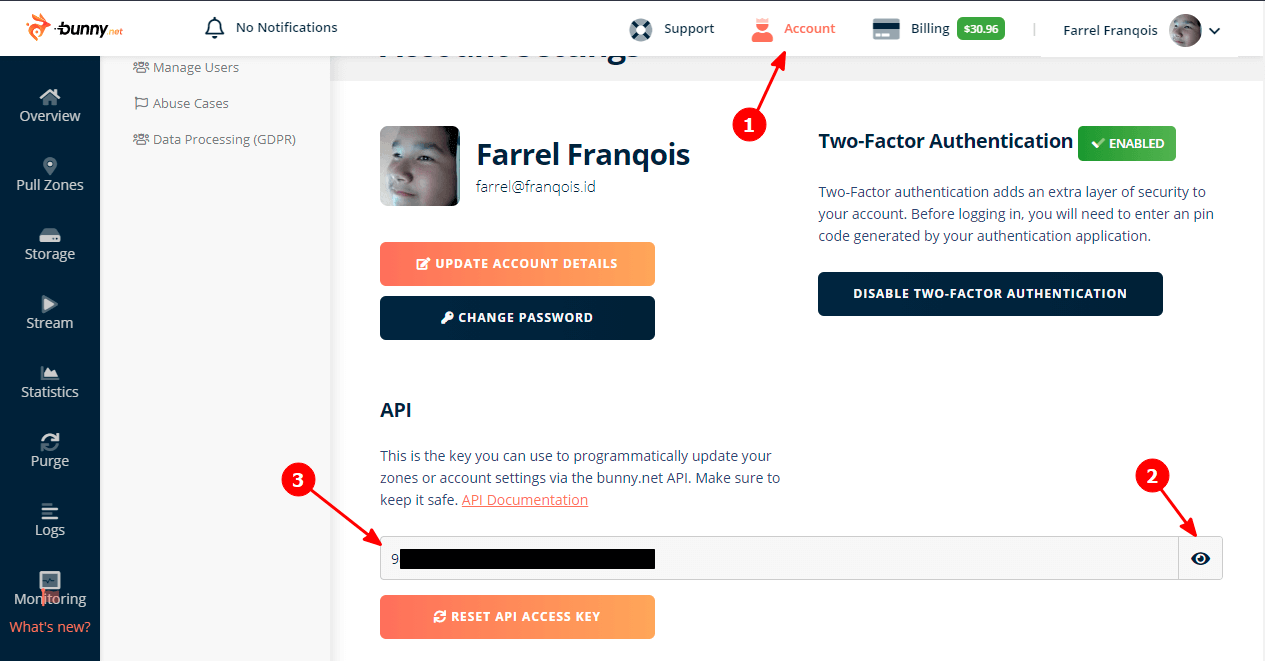 bunny.net
No Notifications
Support
Account
Billing
$30.96
Farrel Franqois
Account Settings
Manage Users
Abuse Cases
Data Processing (GDPR)
Overview
Pull Zones
Storage
Stream
Statistics
Purge
Logs
Monitoring
What's new?
1
Farrel Franqois
farrel@franqois.id
UPDATE ACCOUNT DETAILS
CHANGE PASSWORD
Two-Factor Authentication
ENABLED
Two-Factor authentication adds an extra layer of security to
your account. Before logging in, you will need to enter an pin
code generated by your authentication application.
DISABLE TWO-FACTOR AUTHENTICATION
API
This is the key you can use to programmatically update your
zones or account settings via the bunny.net API. Make sure to
keep it safe. API Documentation
3
2
9
RESET API ACCESS KEY